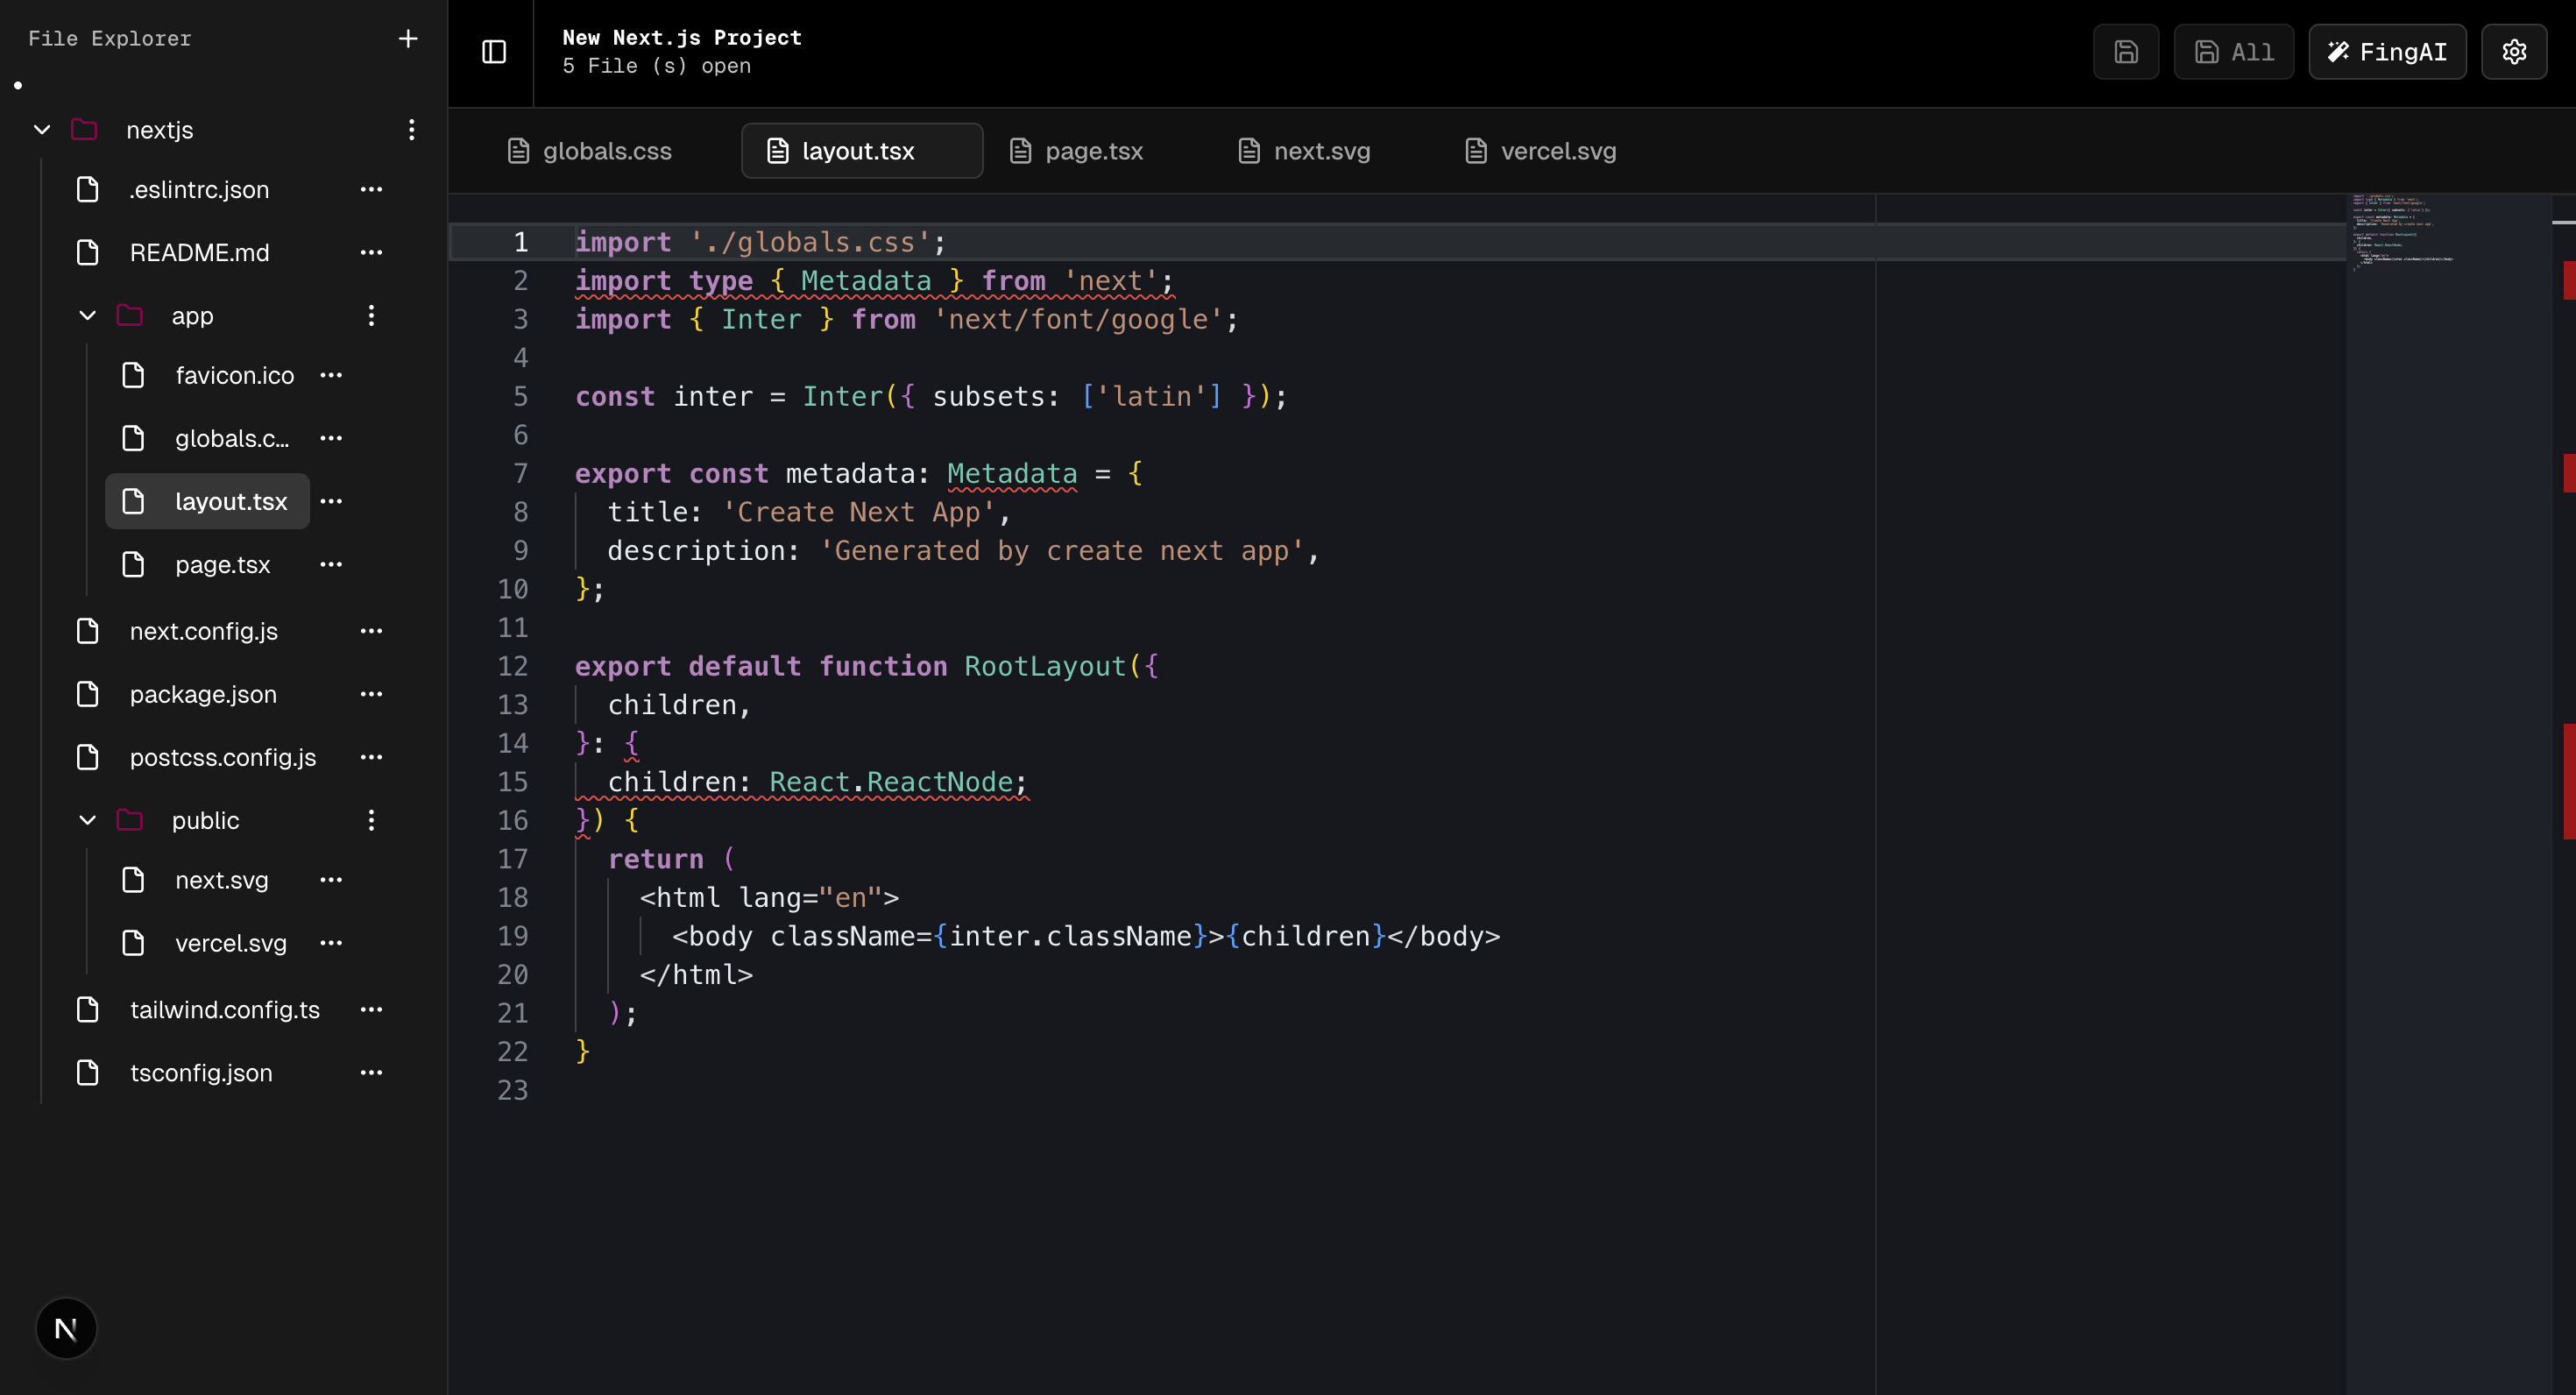 File Explorer
nextjs
.eslintrc.json
README.md
app
favicon.ico
globals.c...
layout.tsx
page.tsx
next.config.js
package.json
postcss.config.js
public
next.svg
vercel.svg
tailwind.config.ts
tsconfig.json
N
New Next.js Project
5 File (s) open
All
FingAI
globals.css
layout.tsx
page.tsx
next.svg
vercel.svg
1 import './globals.css';
2 import type { Metadata } from 'next';
3 import { Inter } from 'next/font/google';
4
5 const inter = Inter({ subsets: ['latin'] });
6
7 export const metadata: Metadata = {
8   title: 'Create Next App',
9   description: 'Generated by create next app',
10 };
11
12 export default function RootLayout({
13   children,
14 }: {
15   children: React.ReactNode;
16 }) {
17   return (
18     <html lang="en">
19       <body className={inter.className}>{children}</body>
20     </html>
21   );
22 }
23